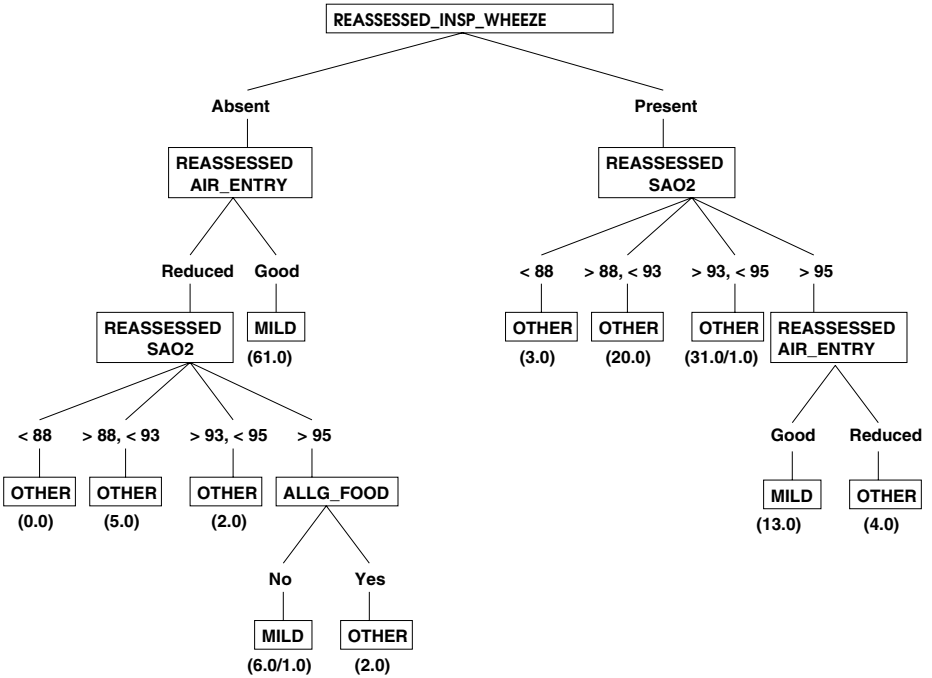 REASSESSED_INSP_WHEEZE
Absent
Present
REASSESSED
AIR_ENTRY
REASSESSED
SAO2
Reduced
Good
< 88
> 88, < 93
> 93, < 95
> 95
REASSESSED
SAO2
MILD
(61.0)
OTHER
(3.0)
OTHER
(20.0)
OTHER
(31.0/1.0)
REASSESSED
AIR_ENTRY
< 88
> 88, < 93
> 93, < 95
> 95
Good
Reduced
OTHER
(0.0)
OTHER
(5.0)
OTHER
(2.0)
ALLG_FOOD
MILD
(13.0)
OTHER
(4.0)
No
Yes
MILD
(6.0/1.0)
OTHER
(2.0)